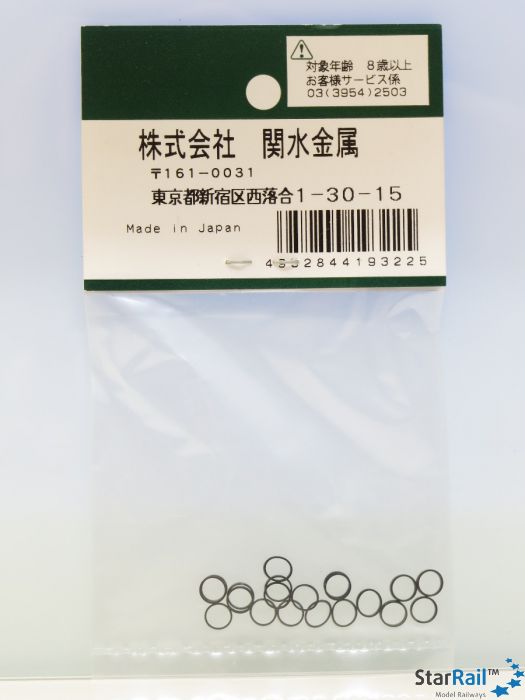 対象年齢 8歳以上
お客様サービス係
03(3954)2503
株式会社 関水金属
〒161-0031
東京都新宿区西落合1-30-15
Made in Japan
4952844193225
StarRail™
Model Railways